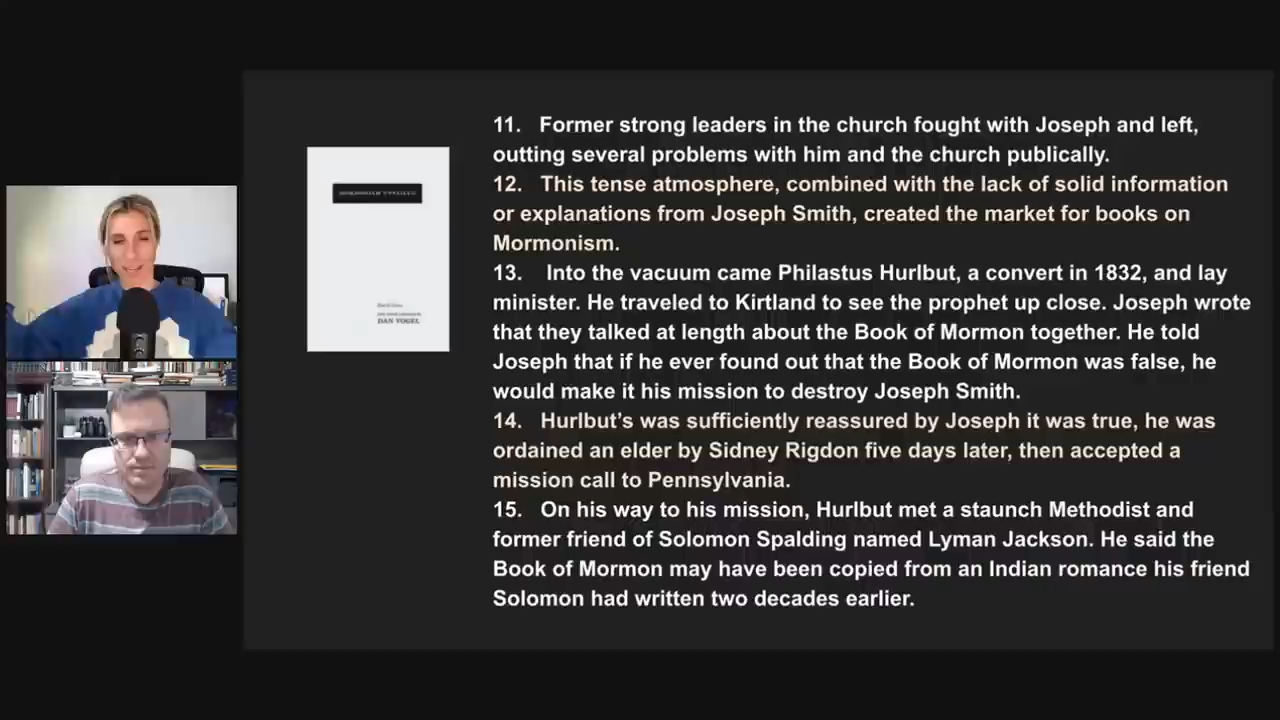 11. Former strong leaders in the church fought with Joseph and left,
outting several problems with him and the church publically.
12. This tense atmosphere, combined with the lack of solid information
or explanations from Joseph Smith, created the market for books on
Mormonism.
13. Into the vacuum came Philastus Hurlbut, a convert in 1832, and lay
minister. He traveled to Kirtland to see the prophet up close. Joseph wrote
that they talked at length about the Book of Mormon together. He told
Joseph that if he ever found out that the Book of Mormon was false, he
would make it his mission to destroy Joseph Smith.
14. Hurlbut’s was sufficiently reassured by Joseph it was true, he was
ordained an elder by Sidney Rigdon five days later, then accepted a
mission call to Pennsylvania.
15. On his way to his mission, Hurlbut met a staunch Methodist and
former friend of Solomon Spalding named Lyman Jackson. He said the
Book of Mormon may have been copied from an Indian romance his friend
Solomon had written two decades earlier.
DAN VOGEL